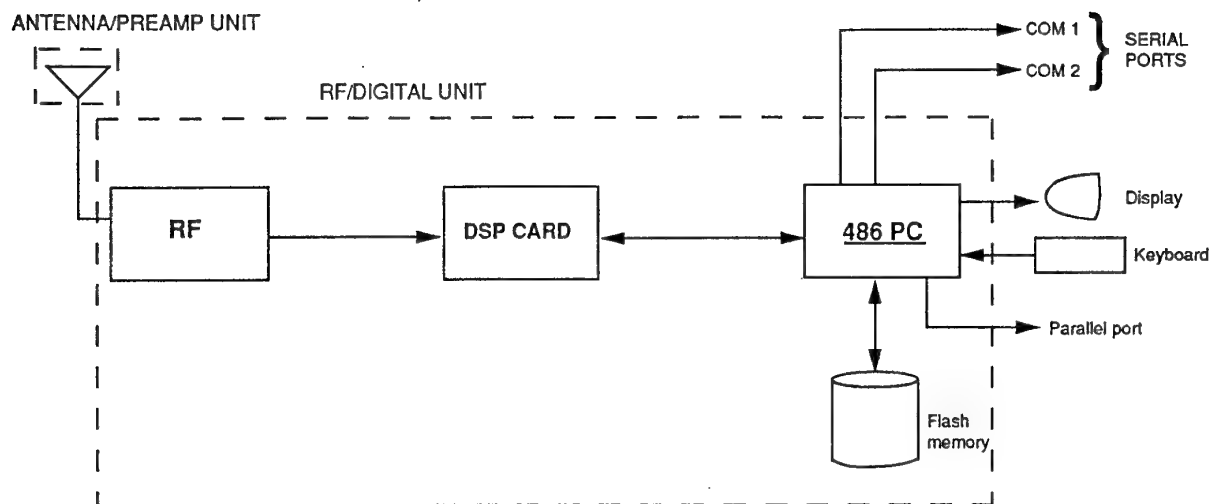 ANTENNA/PREAMP UNIT
RF/DIGITAL UNIT
COM 1
COM 2
SERIAL
PORTS
RF
DSP CARD
486 PC
Display
Keyboard
Parallel port
Flash
memory